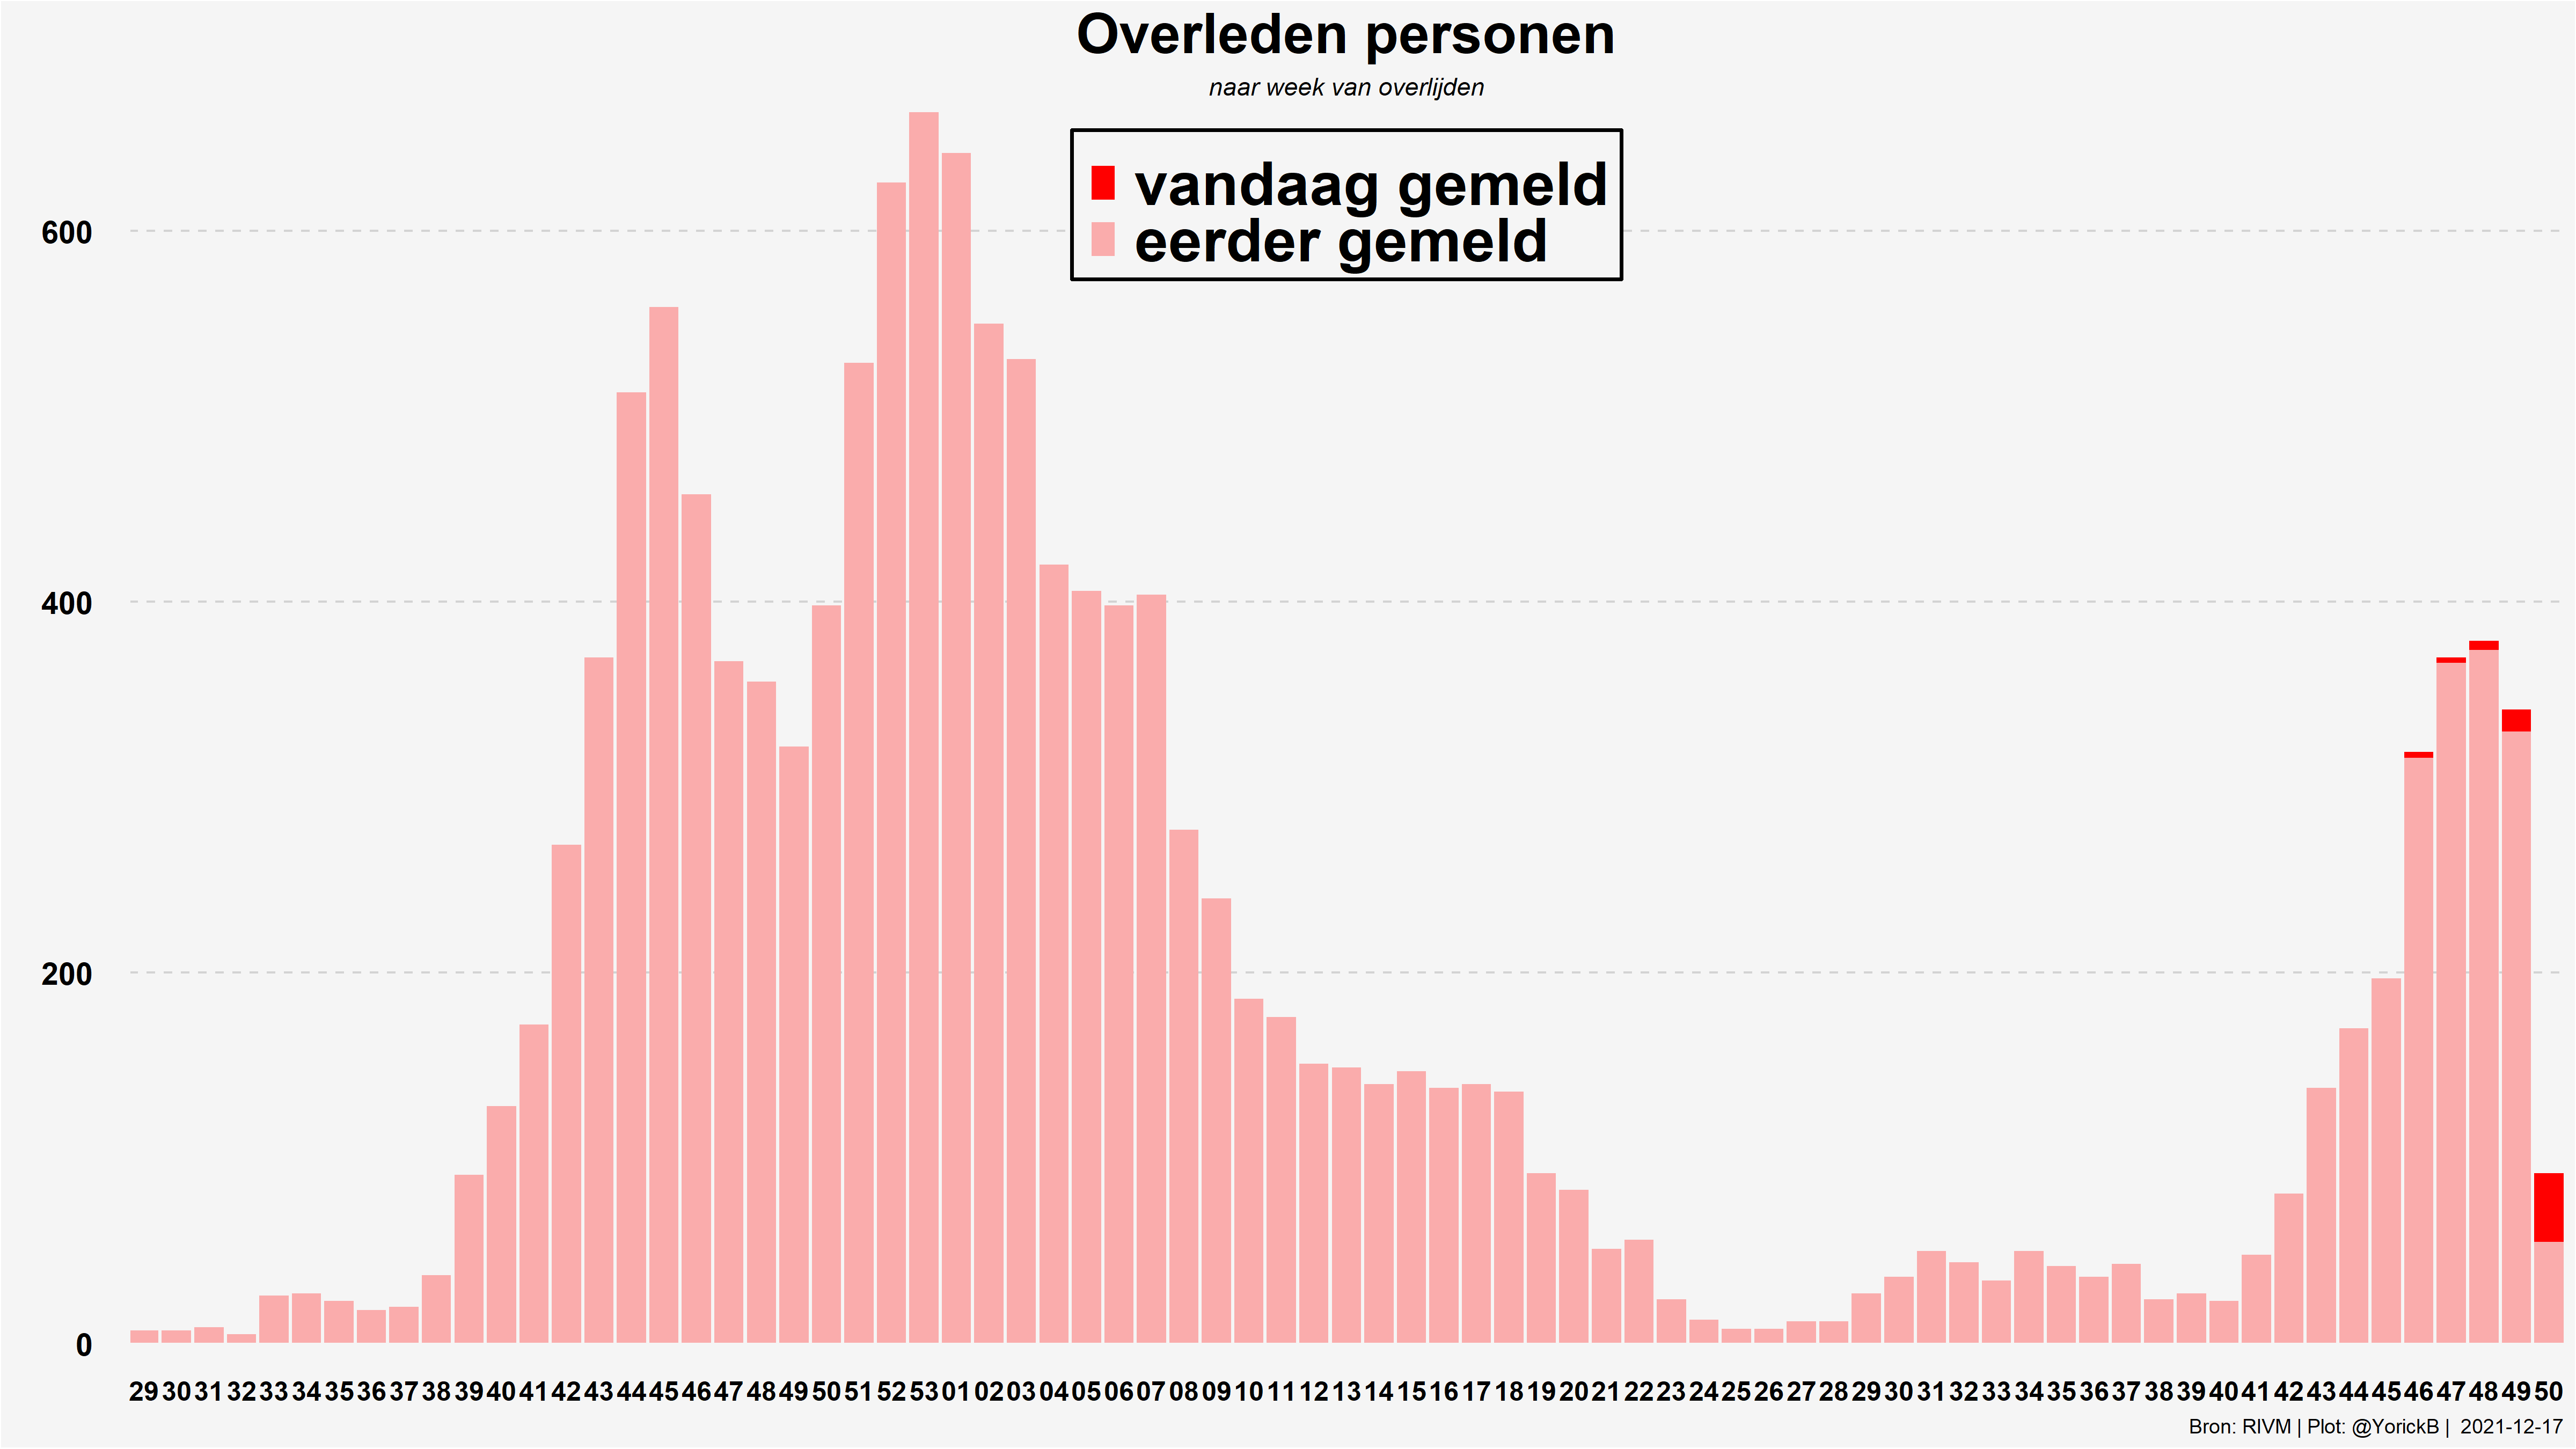 Overleden personen
naar week van overlijden
vandaag gemeld
eerder gemeld
600
400
200
0
29 30 31 32 33 34 35 36 37 38 39 40 41 42 43 44 45 46 47 48 49 50 51 52 53 01 02 03 04 05 06 07 08 09 10 11 12 13 14 15 16 17 18 19 20 21 22 23 24 25 26 27 28 29 30 31 32 33 34 35 36 37 38 39 40 41 42 43 44 45 46 47 48 49 50
Bron: RIVM | Plot: @YorickB | 2021-12-17